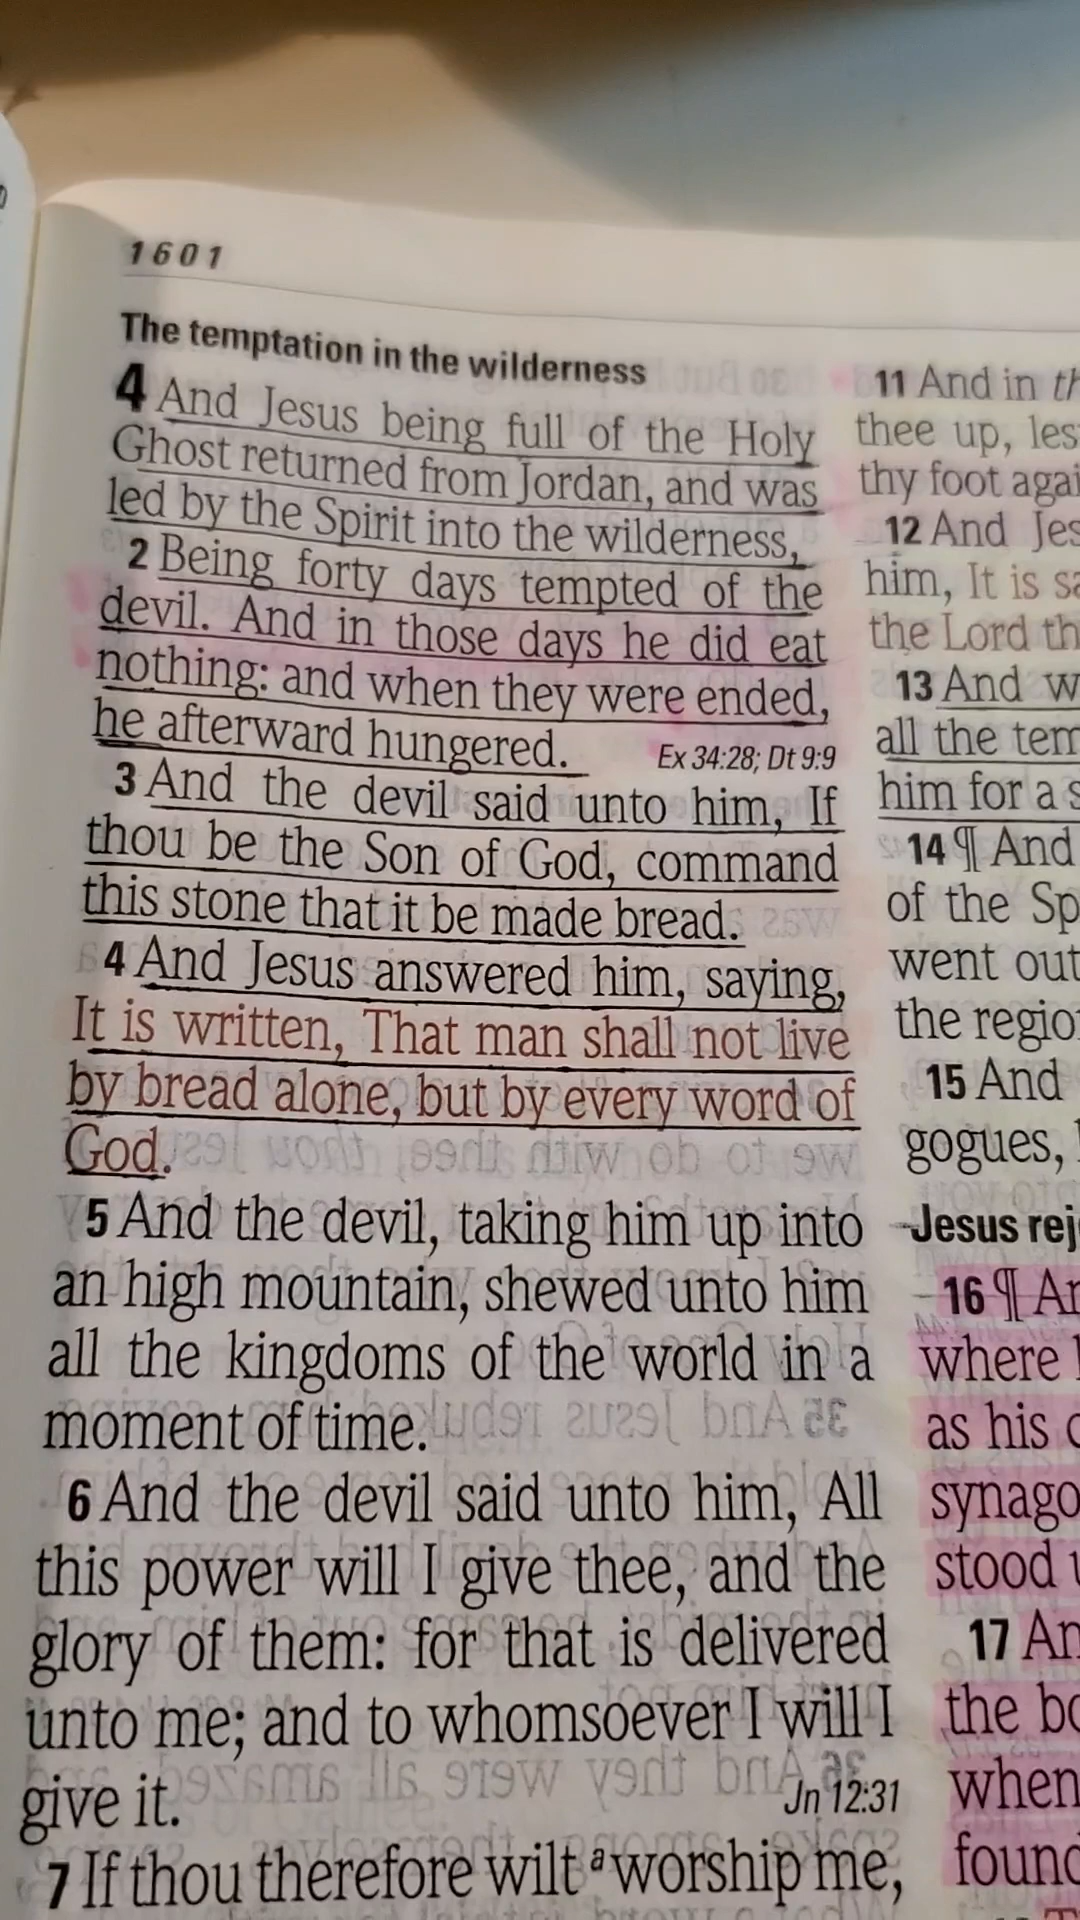 1601
The temptation in the wilderness
4 And Jesus being full of the Holy
Ghost returned from Jordan, and was
led by the Spirit into the wilderness,
2 Being forty days tempted of the
devil. And in those days he did eat
nothing: and when they were ended,
he afterward hungered. Ex 34:28; Dt 9:9
3 And the devil said unto him, If
thou be the Son of God, command
this stone that it be made bread.
4 And Jesus answered him, saying,
It is written, That man shall not live
by bread alone, but by every word of
God.
5 And the devil, taking him up into
an high mountain, shewed unto him
all the kingdoms of the world in a
moment of time.
6 And the devil said unto him, All
this power will I give thee, and the
glory of them: for that is delivered
unto me; and to whomsoever I will I
give it. Jn 12:31
7 If thou therefore wilt a worship me,
11 And in
thee up,
thy foot
12 And
him, It is
the Lord
13 And
all the
him for a
14 ¶ And
of the
went out
the
15 And
gogues,
Jesus
16 ¶
where
as his
stood
17
the
when